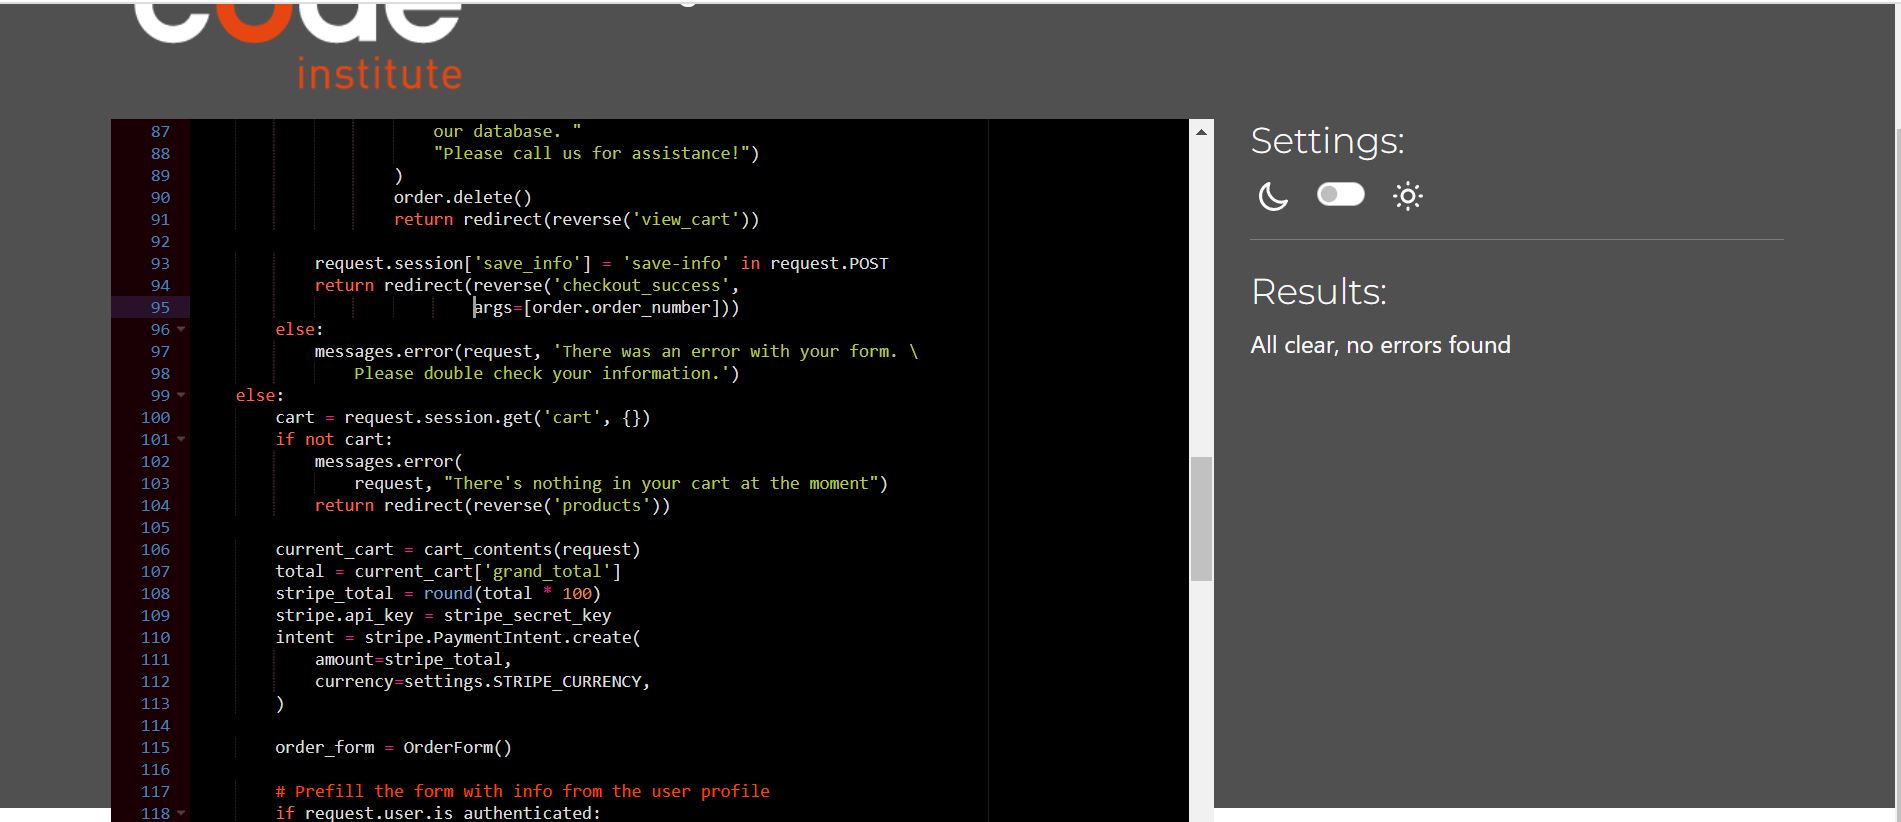 code
institute
87 our database. "
88 "Please call us for assistance!")
89 )
90 order.delete()
91 return redirect(reverse('view_cart'))
92
93 request.session['save_info'] = 'save-info' in request.POST
94 return redirect(reverse('checkout_success',
95 args=[order.order_number]))
96 else:
97 messages.error(request, 'There was an error with your form. \
98 Please double check your information.')
99 else:
100 cart = request.session.get('cart', {})
101 if not cart:
102 messages.error(
103 request, "There's nothing in your cart at the moment")
104 return redirect(reverse('products'))
105
106 current_cart = cart_contents(request)
107 total = current_cart['grand_total']
108 stripe_total = round(total * 100)
109 stripe.api_key = stripe_secret_key
110 intent = stripe.PaymentIntent.create(
111 amount=stripe_total,
112 currency=settings.STRIPE_CURRENCY,
113 )
114
115 order_form = OrderForm()
116
117 # Prefill the form with info from the user profile
118 if request.user.is_authenticated:
Settings:
Results:
All clear, no errors found